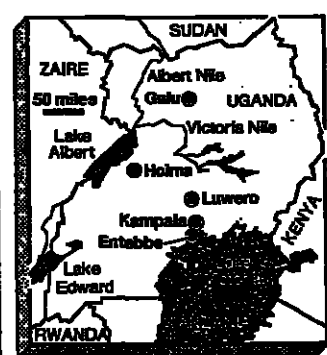 SUDAN
ZAIRE
Albert Nile
50 miles
Gulu
UGANDA
Victoria Nile
Lake
Albert
Hoima
Luwero
Kampala
KENYA
Entebbe
Lake
Edward
RWANDA